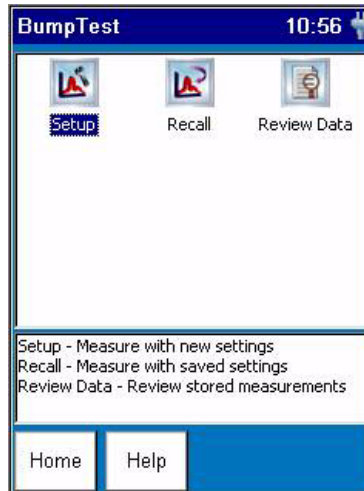 BumpTest 10:56
Setup Recall Review Data
Setup - Measure with new settings
Recall - Measure with saved settings
Review Data - Review stored measurements
Home Help